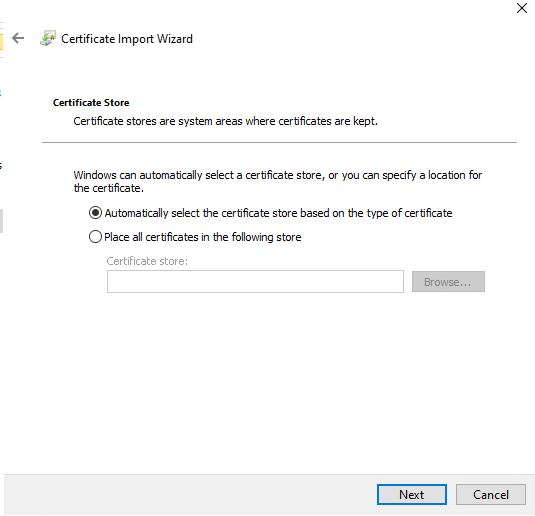 Certificate Import Wizard
Certificate Store
Certificate stores are system areas where certificates are kept.
Windows can automatically select a certificate store, or you can specify a location for
the certificate.
Automatically select the certificate store based on the type of certificate
Place all certificates in the following store
Certificate store:
Browse...
Next
Cancel